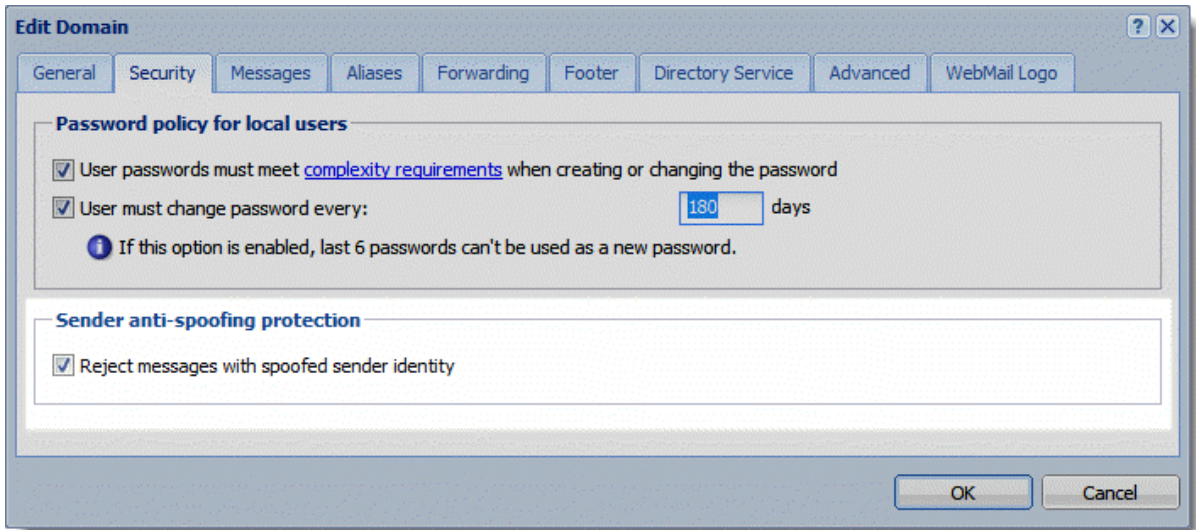 Edit Domain
?
General Security Messages Aliases Forwarding Footer Directory Service Advanced WebMail Logo
Password policy for local users
User passwords must meet complexity requirements when creating or changing the password
User must change password every: 180 days
If this option is enabled, last 6 passwords can't be used as a new password.
Sender anti-spoofing protection
Reject messages with spoofed sender identity
OK Cancel